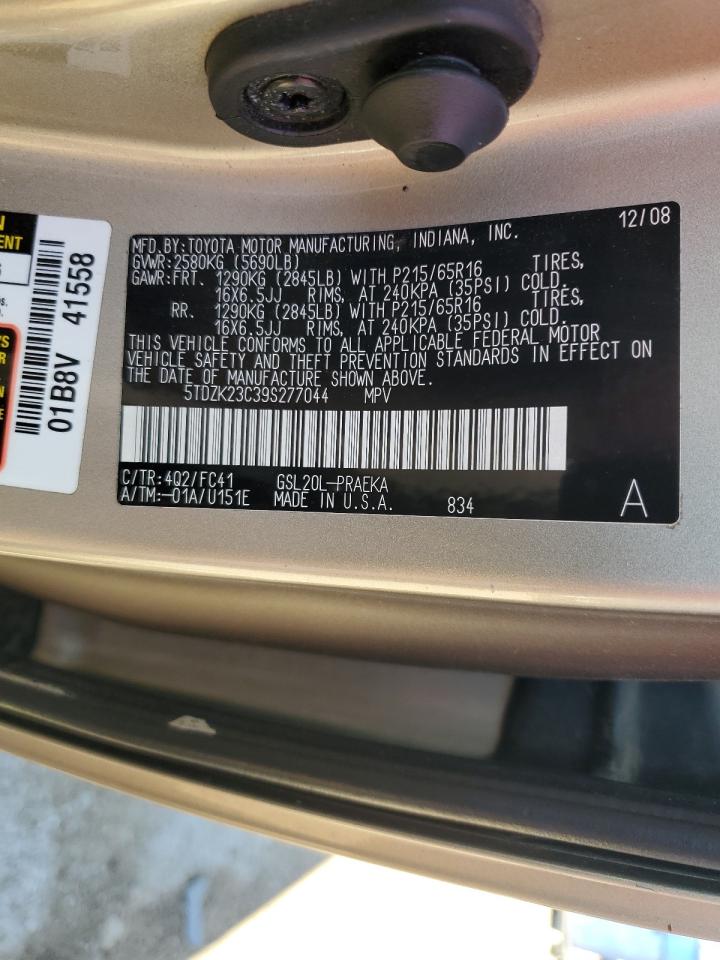 12/08
MFD.BY:TOYOTA MOTOR MANUFACTURING, INDIANA, INC.
GVWR:2580KG (5690LB)
GAWR:FRT. 1290KG (2845LB) WITH P215/65R16 TIRES,
16X6.5JJ RIMS, AT 240KPA (35PSI) COLD.
RR. 1290KG (2845LB) WITH P215/65R16 TIRES,
16X6.5JJ RIMS, AT 240KPA (35PSI) COLD.
THIS VEHICLE CONFORMS TO ALL APPLICABLE FEDERAL MOTOR
VEHICLE SAFETY AND THEFT PREVENTION STANDARDS IN EFFECT ON
THE DATE OF MANUFACTURE SHOWN ABOVE.
5TDZK23C39S277044 MPV
C/TR:4Q2/FC41 GSL20L-PRAEKA
A/TM:-01A/U151E MADE IN U.S.A. 834 A
01B8V 41558